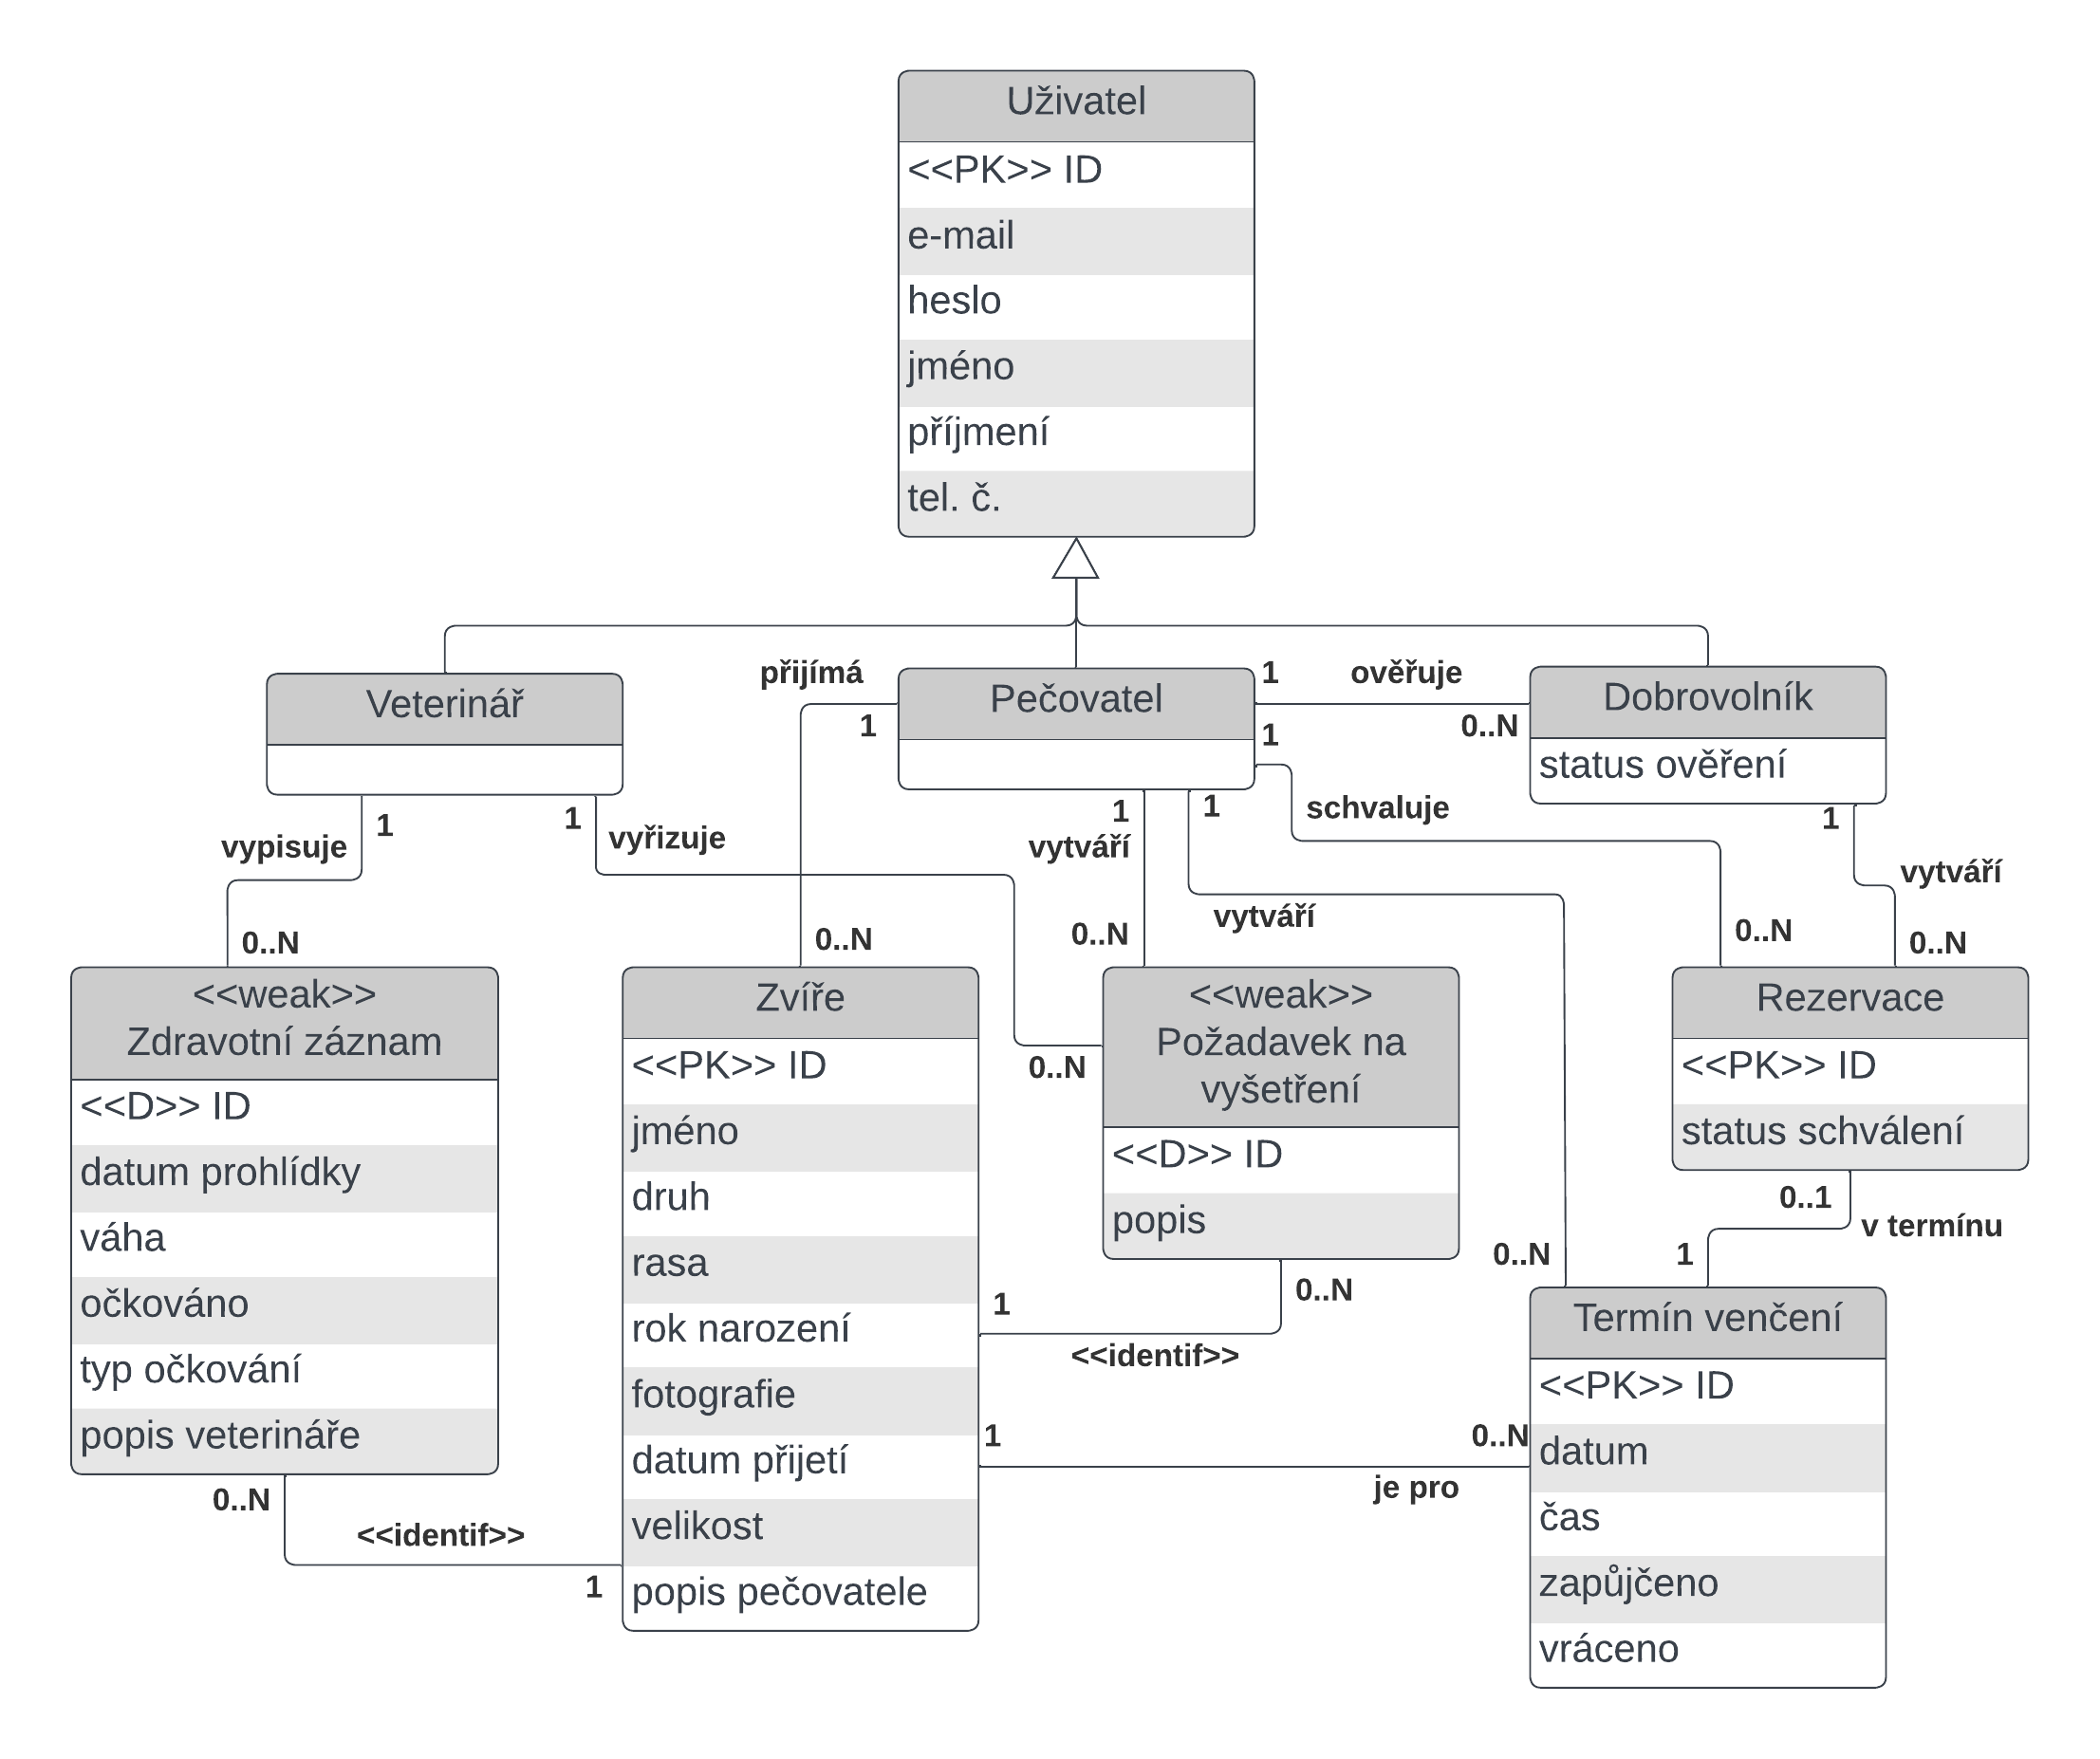 Uživatel
<<PK>> ID
e-mail
heslo
jméno
příjmení
tel. č.
Veterinář
přijímá
1
Pečovatel
1
ověřuje
0..N
1
Dobrovolník
status ověření
vypisuje
1
1
vyřizuje
1
vytváří
1
schvaluje
1
vytváří
vytváří
0..N
0..N
0..N
0..N
0..N
<<weak>>
Zdravotní záznam
<<D>> ID
datum prohlídky
váha
očkováno
typ očkování
popis veterináře
Zvíře
<<PK>> ID
jméno
druh
rasa
rok narození
fotografie
datum přijetí
velikost
popis pečovatele
0..N
<<weak>>
Požadavek na
vyšetření
<<D>> ID
popis
Rezervace
<<PK>> ID
status schválení
0..1
v termínu
0..N
1
1
0..N
<<identif>>
Termín venčení
<<PK>> ID
datum
čas
zapůjčeno
vráceno
1
0..N
je pro
0..N
<<identif>>
1